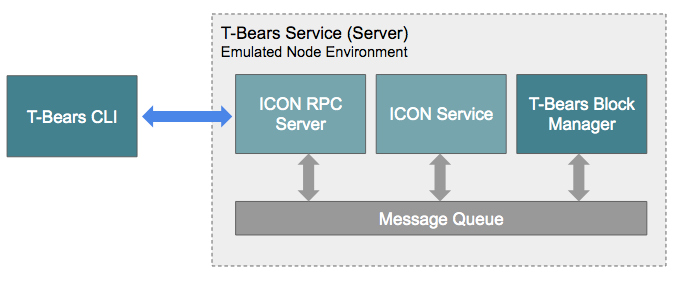 T-Bears Service (Server)
Emulated Node Environment
T-Bears CLI
ICON RPC
Server
ICON Service
T-Bears Block
Manager
Message Queue